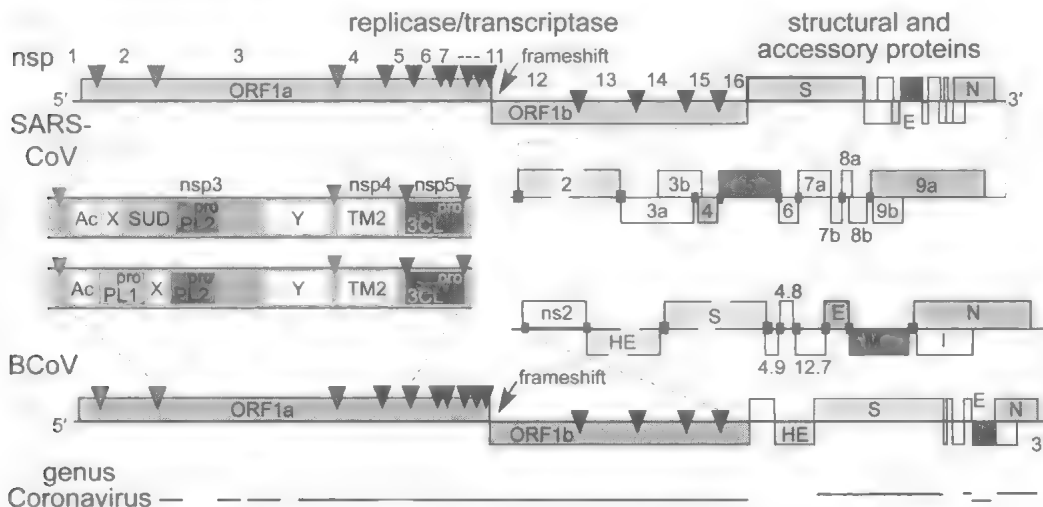 replicase/transcriptase structural and
accessory proteins
nsp 1 2 3 4 5 6 7 --- 11 frameshift
12 13 14 15 16
5′ ORF1a ORF1b S E N 3′
SARS-
CoV
nsp3 nsp4 nsp5
Ac X SUD PL2 pro Y TM2 3CL pro
2 3b 7a 8a 9a
3a 4 6 7b 8b 9b
Ac PL1 pro X PL2 pro Y TM2 3CL pro
ns2 S 4.8 E N
HE 4.9 12.7 M I
BCoV
frameshift
5′ ORF1a ORF1b HE S E N 3
genus
Coronavirus